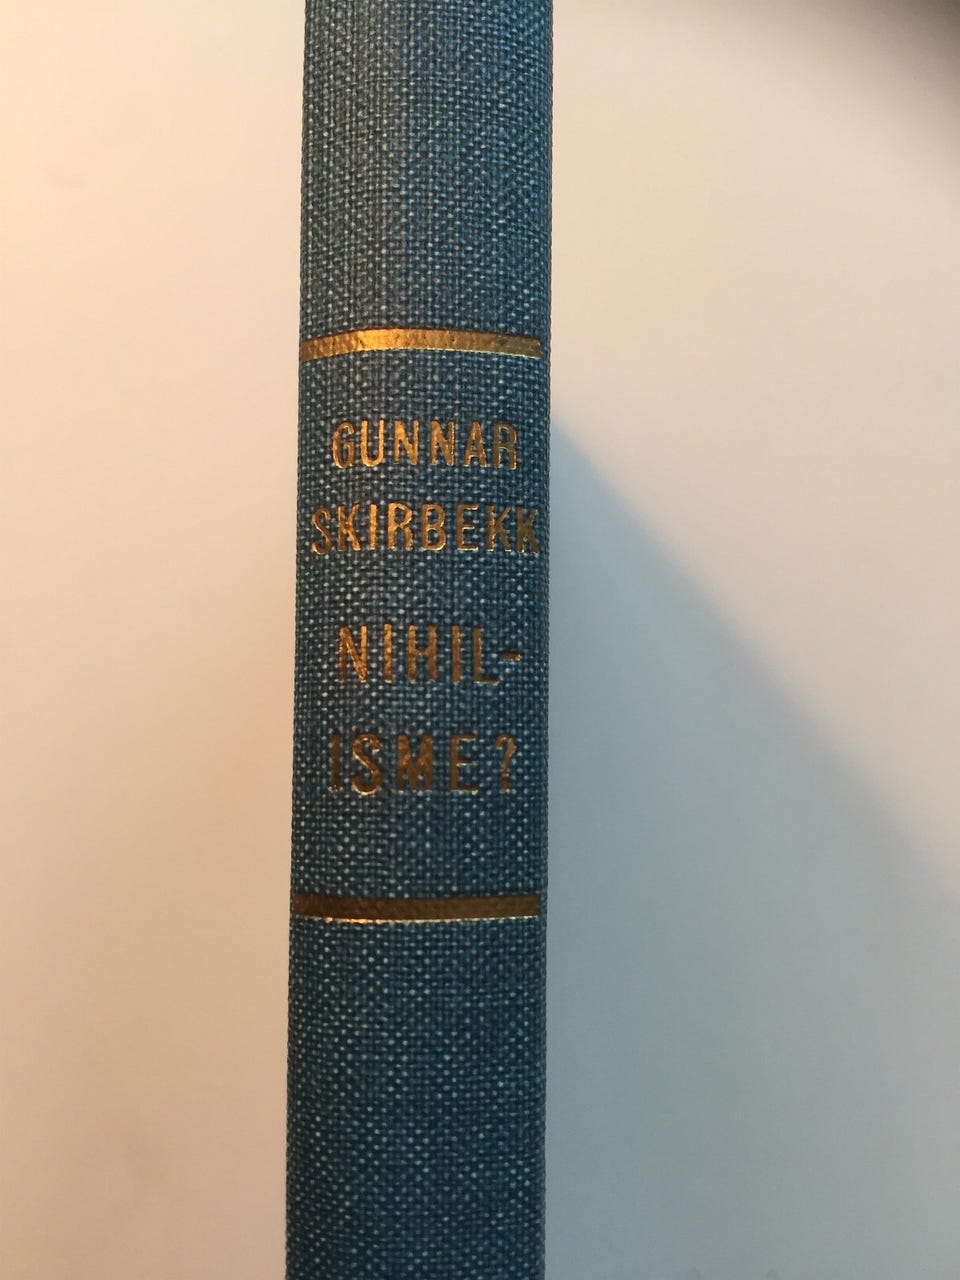 GUNNAR
SKIRBEKK
NIHIL-
ISME?